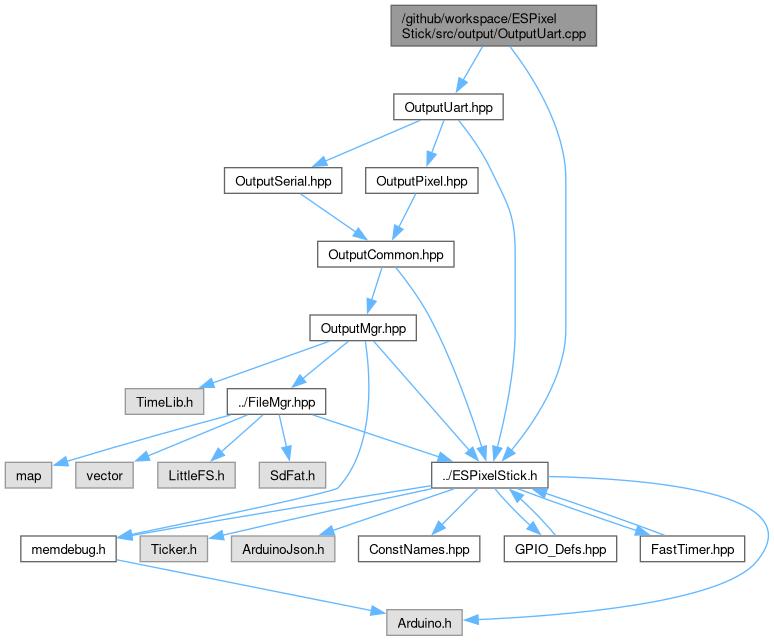 /github/workspace/ESPixel
Stick/src/output/OutputUart.cpp
OutputUart.hpp
OutputSerial.hpp
OutputPixel.hpp
OutputCommon.hpp
OutputMgr.hpp
TimeLib.h
../FileMgr.hpp
map
vector
LittleFS.h
SdFat.h
../ESPixelStick.h
memdebug.h
Ticker.h
ArduinoJson.h
ConstNames.hpp
GPIO_Defs.hpp
FastTimer.hpp
Arduino.h